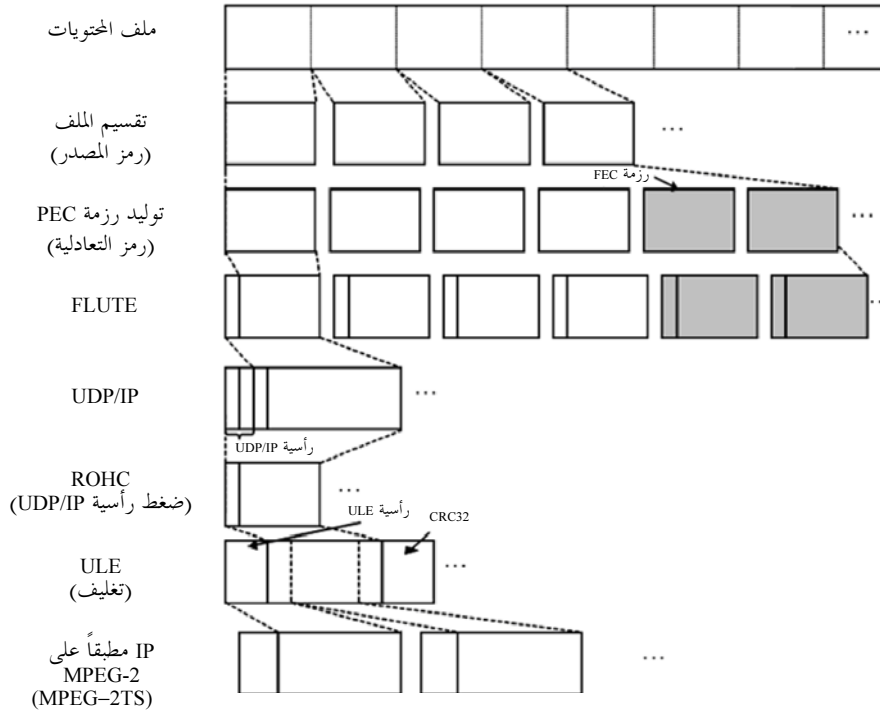 ملف المحتويات
...
تقسيم الملف
(رمز المصدر)
...
رزمة FEC
توليد رزمة PEC
(رمز التعادلية)
...
FLUTE
...
UDP/IP
...
رأسية UDP/IP
ROHC
(ضغط رأسية UDP/IP)
...
رأسية ULE
CRC32
ULE
(تغليف)
...
IP مطبقاً على
MPEG-2
(MPEG–2TS)
...